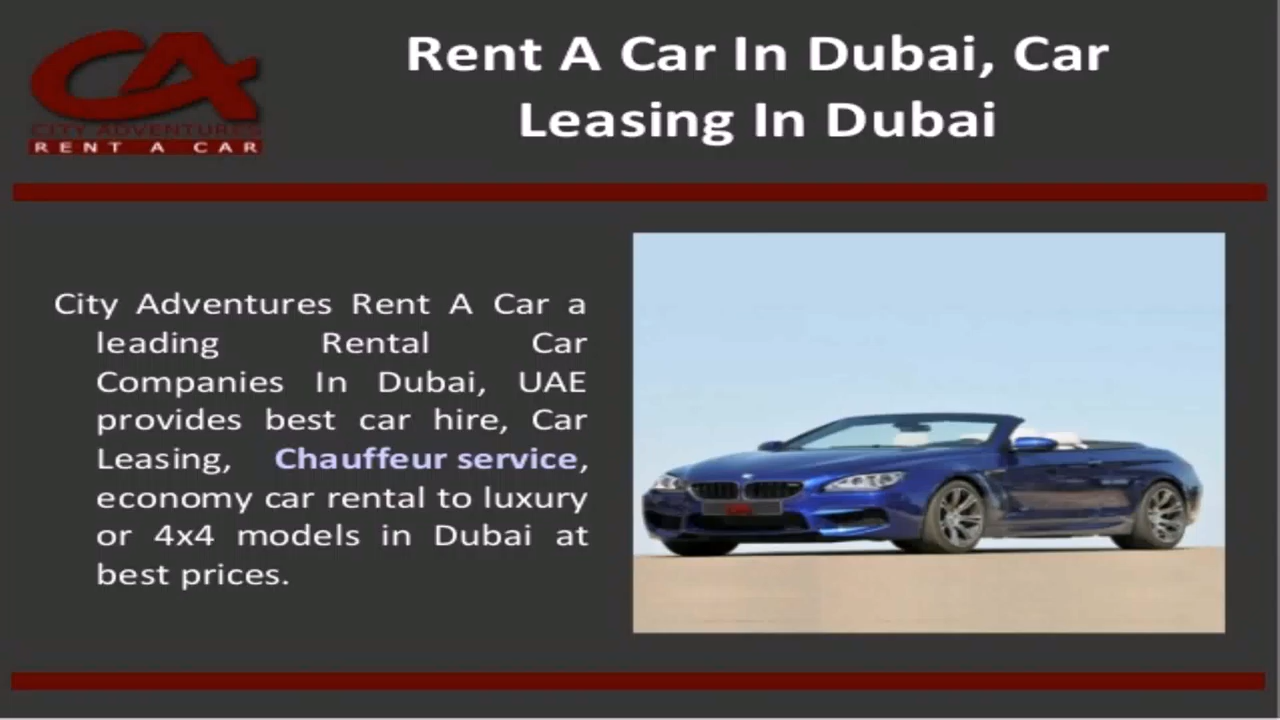 CITY ADVENTURES
RENT A CAR
Rent A Car In Dubai, Car
Leasing In Dubai
City Adventures Rent A Car a
leading Rental Car
Companies In Dubai, UAE
provides best car hire, Car
Leasing, Chauffeur service,
economy car rental to luxury
or 4x4 models in Dubai at
best prices.